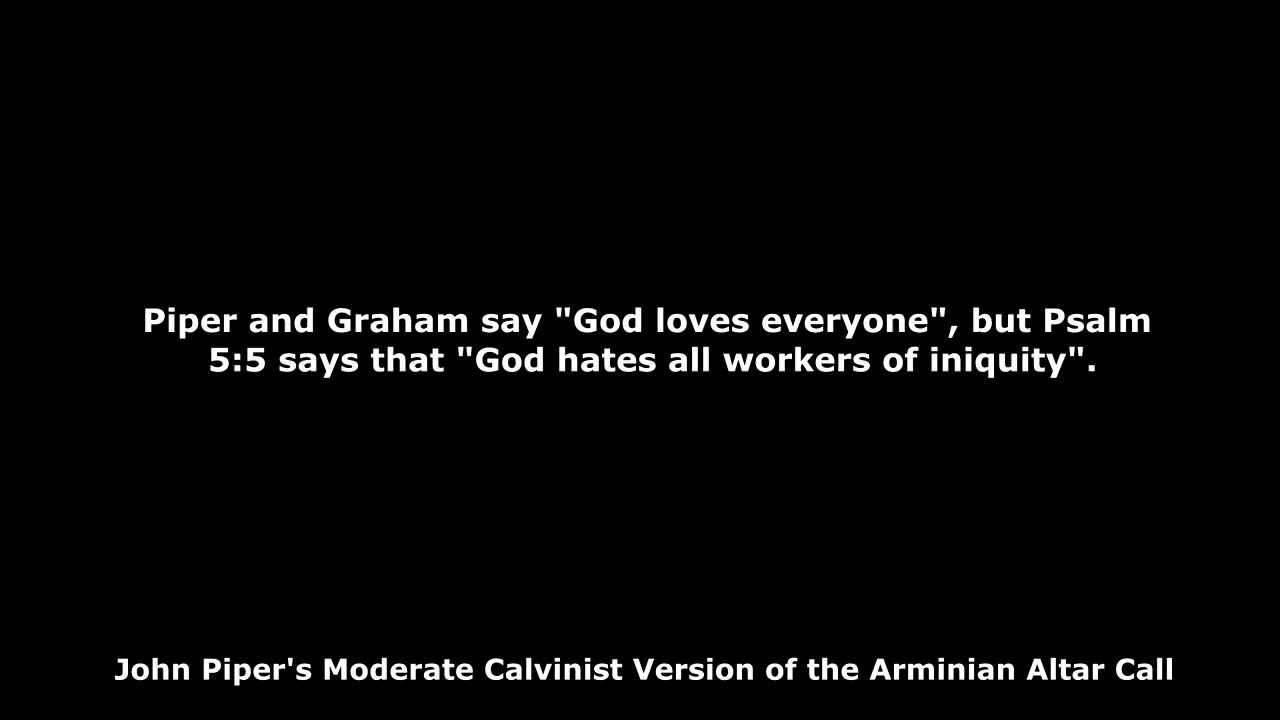 Piper and Graham say "God loves everyone", but Psalm
5:5 says that "God hates all workers of iniquity".
John Piper's Moderate Calvinist Version of the Arminian Altar Call